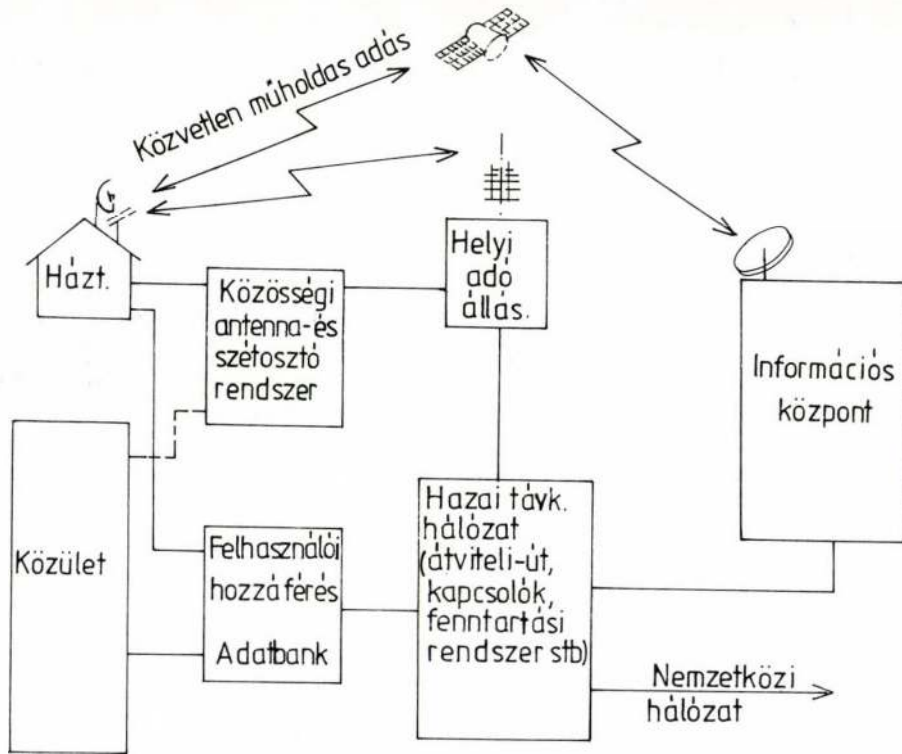 Közvetlen műholdas adás
Házt.
Közösségi
antenna-és
szétosztó
rendszer
Helyi
adó
állás.
Információs
központ
Közület
Felhasználói
hozzáférés
Adatbank
Hazai távk.
hálózat
(átviteli-út,
kapcsolók,
fenntartási
rendszer stb)
Nemzetközi
hálózat